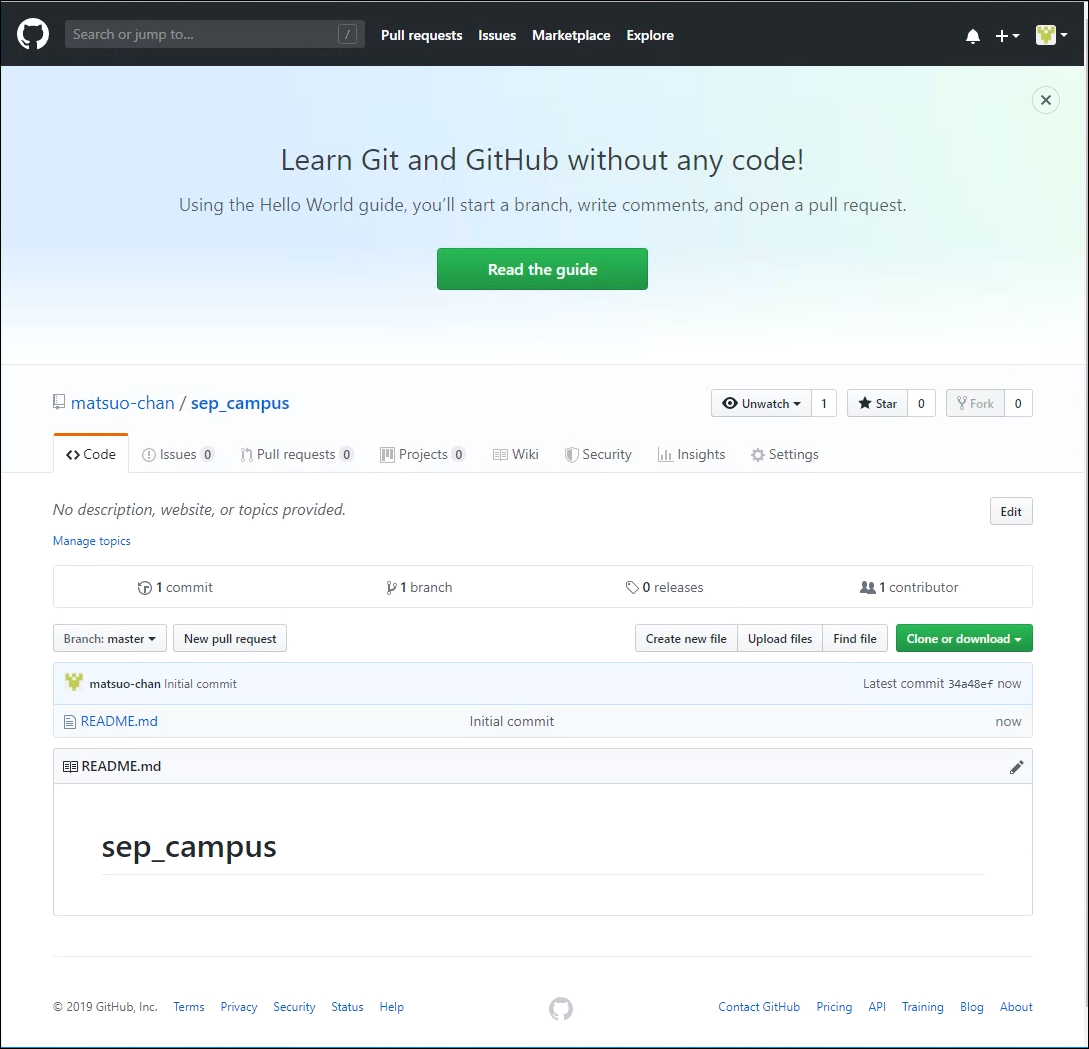 Search or jump to... /
Pull requests Issues Marketplace Explore
Learn Git and GitHub without any code!
Using the Hello World guide, you’ll start a branch, write comments, and open a pull request.
Read the guide
matsuo-chan / sep_campus
Unwatch 1 Star 0 Fork 0
Code Issues 0 Pull requests 0 Projects 0 Wiki Security Insights Settings
No description, website, or topics provided.
Edit
Manage topics
1 commit 1 branch 0 releases 1 contributor
Branch: master New pull request Create new file Upload files Find file Clone or download
matsuo-chan Initial commit Latest commit 34a48ef now
README.md Initial commit now
README.md
sep_campus
© 2019 GitHub, Inc. Terms Privacy Security Status Help Contact GitHub Pricing API Training Blog About